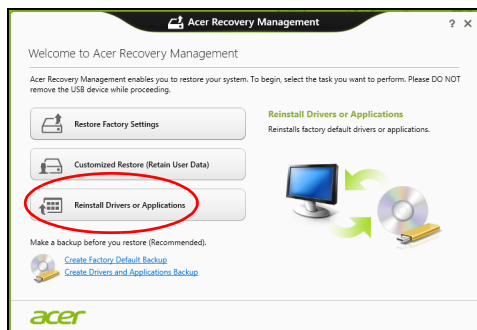 Acer Recovery Management
? X
Welcome to Acer Recovery Management
Acer Recovery Management enables you to restore your system. To begin, select the task you want to perform. Please DO NOT
remove the USB device while proceeding.
Restore Factory Settings
Customized Restore (Retain User Data)
Reinstall Drivers or Applications
Reinstall Drivers or Applications
Reinstalls factory default drivers or applications.
Make a backup before you restore (Recommended).
Create Factory Default Backup
Create Drivers and Applications Backup
acer